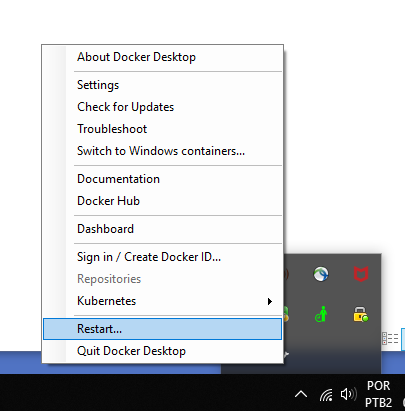 About Docker Desktop
Settings
Check for Updates
Troubleshoot
Switch to Windows containers...
Documentation
Docker Hub
Dashboard
Sign in / Create Docker ID...
Repositories
Kubernetes
Restart...
Quit Docker Desktop
POR
PTB2